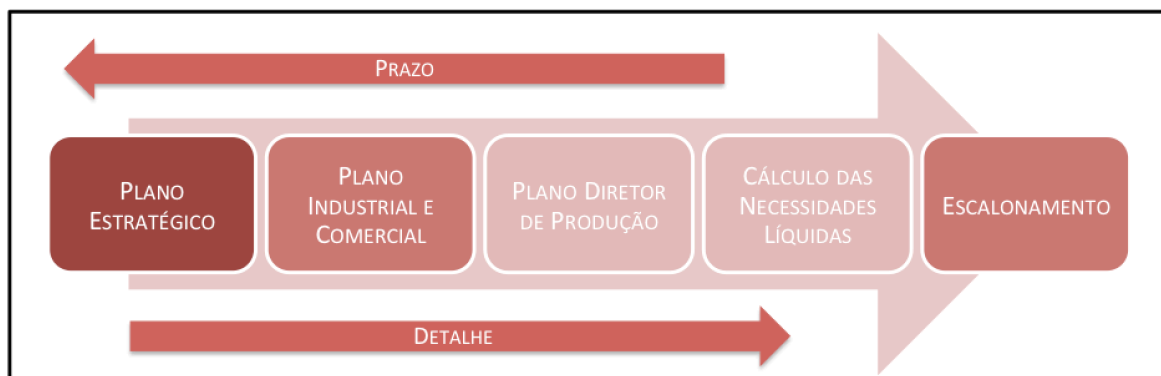 PRAZO
PLANO
ESTRATÉGICO
PLANO
INDUSTRIAL E
COMERCIAL
PLANO DIRETOR
DE PRODUÇÃO
CÁLCULO DAS
NECESSIDADES
LÍQUIDAS
ESCALONAMENTO
DETALHE